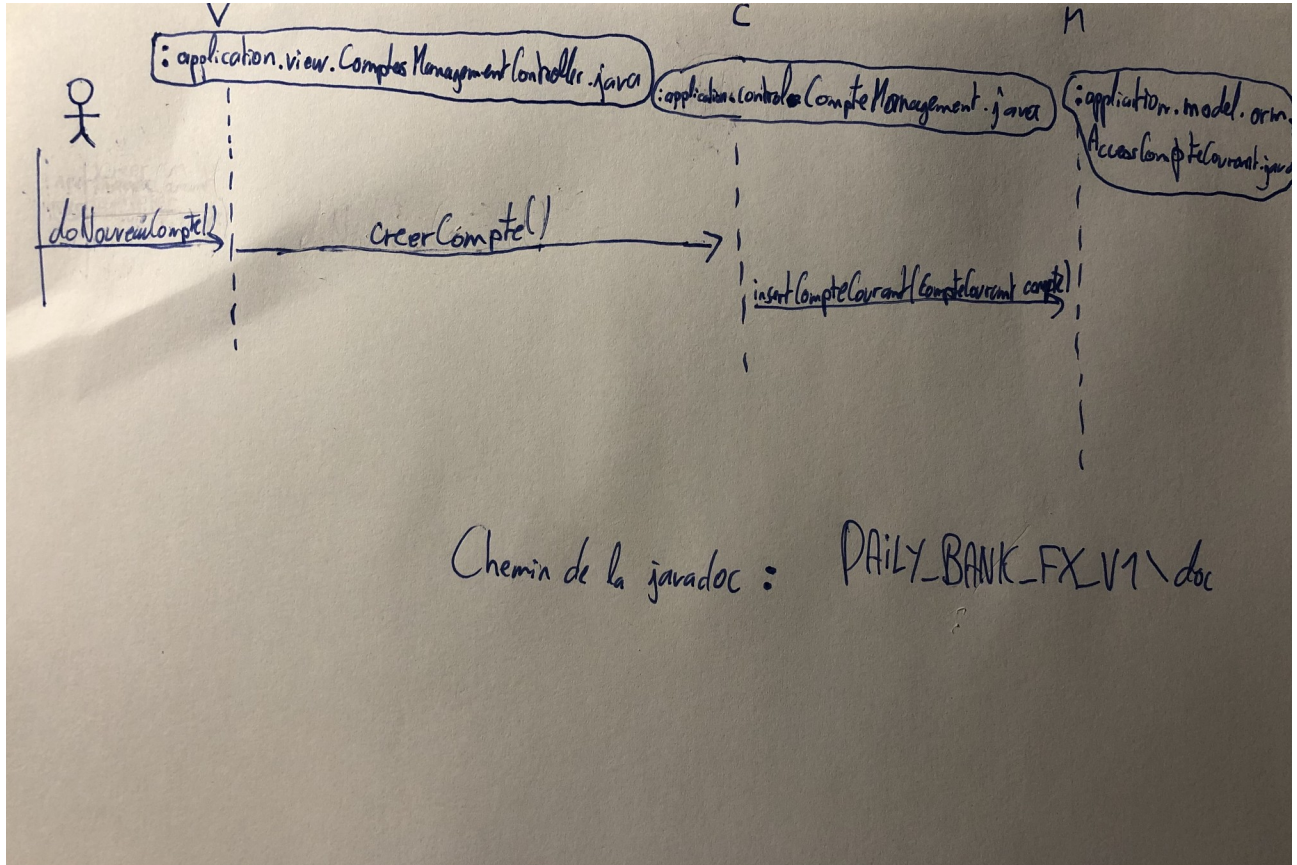 V
C
M
:application.view.ComptesManagementController.java
:application.control.CompteManagement.java
:application.model.orm.
AccessCompteCourant.java
doNouveauCompte()
creerCompte()
insertCompteCourant(CompteCourant compte)
Chemin de la javadoc : DAiLY_BANK_FX_V1\doc